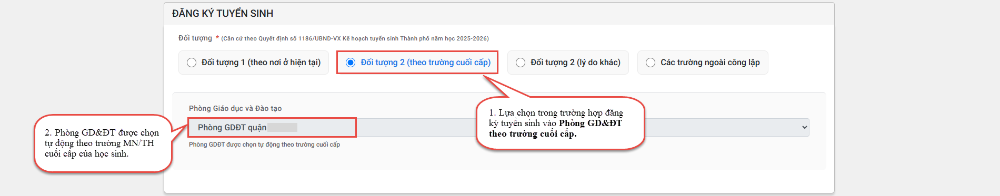 ĐĂNG KÝ TUYỂN SINH
Đối tượng * (Căn cứ theo Quyết định số 1186/UBND-VX Kế hoạch tuyển sinh Thành phố năm học 2025-2026)
Đối tượng 1 (theo nơi ở hiện tại)
Đối tượng 2 (theo trường cuối cấp)
Đối tượng 2 (lý do khác)
Các trường ngoài công lập
1. Lựa chọn trong trường hợp đăng
ký tuyển sinh vào Phòng GD&ĐT
theo trường cuối cấp.
Phòng Giáo dục và Đào tạo
Phòng GDĐT quận
Phòng GDĐT được chọn tự động theo trường cuối cấp
2. Phòng GD&ĐT được chọn
tự động theo trường MN/TH
cuối cấp của học sinh.